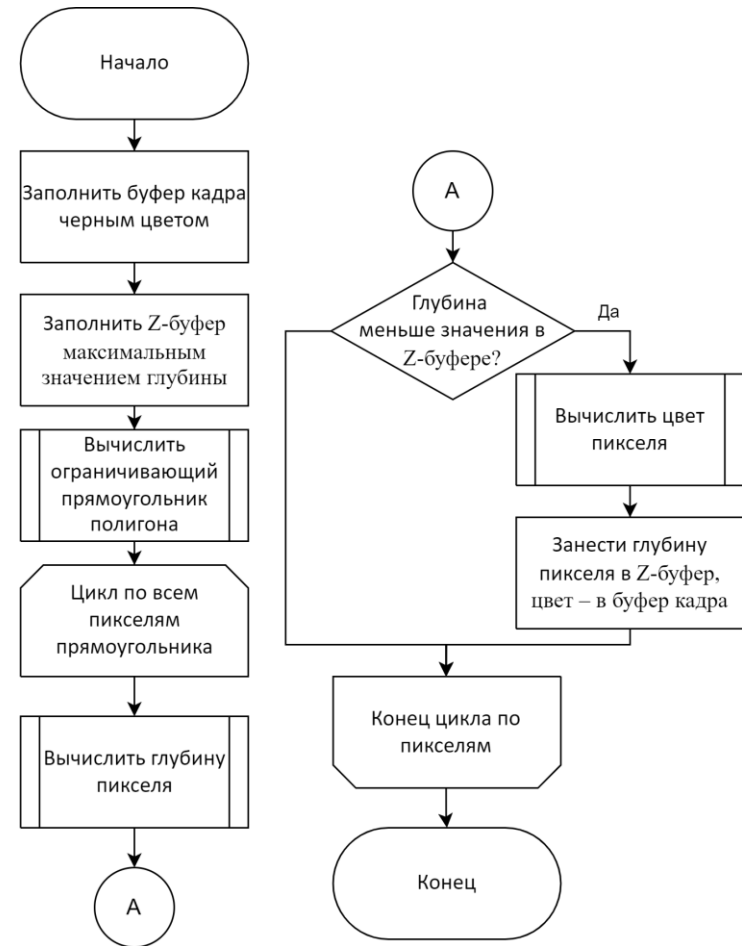 Начало
Заполнить буфер кадра
черным цветом
Заполнить Z-буфер
максимальным
значением глубины
Вычислить
ограничивающий
прямоугольник
полигона
Цикл по всем
пикселям
прямоугольника
Вычислить глубину
пикселя
А
А
Глубина
меньше значения в
Z-буфере?
Да
Вычислить цвет
пикселя
Занести глубину
пикселя в Z-буфер,
цвет – в буфер кадра
Конец цикла по
пикселям
Конец